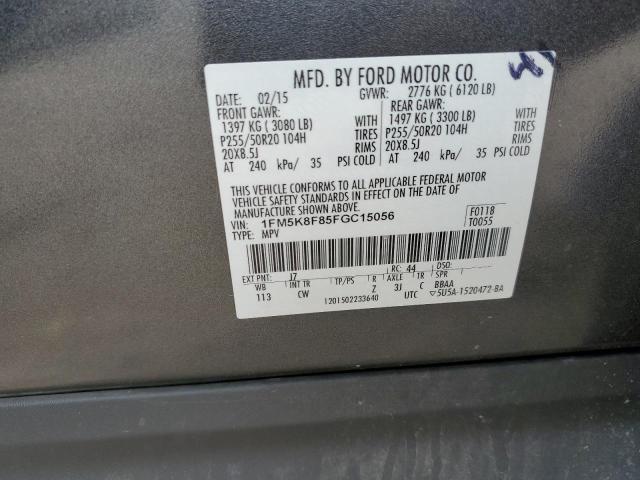 MFD. BY FORD MOTOR CO.
DATE: 02/15 GVWR: 2776 KG ( 6120 LB)
FRONT GAWR: REAR GAWR:
1397 KG ( 3080 LB) WITH 1497 KG ( 3300 LB) WITH
P255/50R20 104H TIRES P255/50R20 104H TIRES
20X8.5J RIMS 20X8.5J RIMS
AT 240 kPa/ 35 PSI COLD AT 240 kPa/ 35 PSI COLD
THIS VEHICLE CONFORMS TO ALL APPLICABLE FEDERAL MOTOR
VEHICLE SAFETY STANDARDS IN EFFECT ON THE DATE OF
MANUFACTURE SHOWN ABOVE.
VIN: 1FM5K8F85FGC15056 F0118
TYPE: MPV T0055
EXT PNT: J7 RC: 44 DSO:
WB INT TR TP/PS R AXLE TR SPR
113 CW Z 3J C BBAA
1201502233640 UTC ▽5U5A-1520472-BA